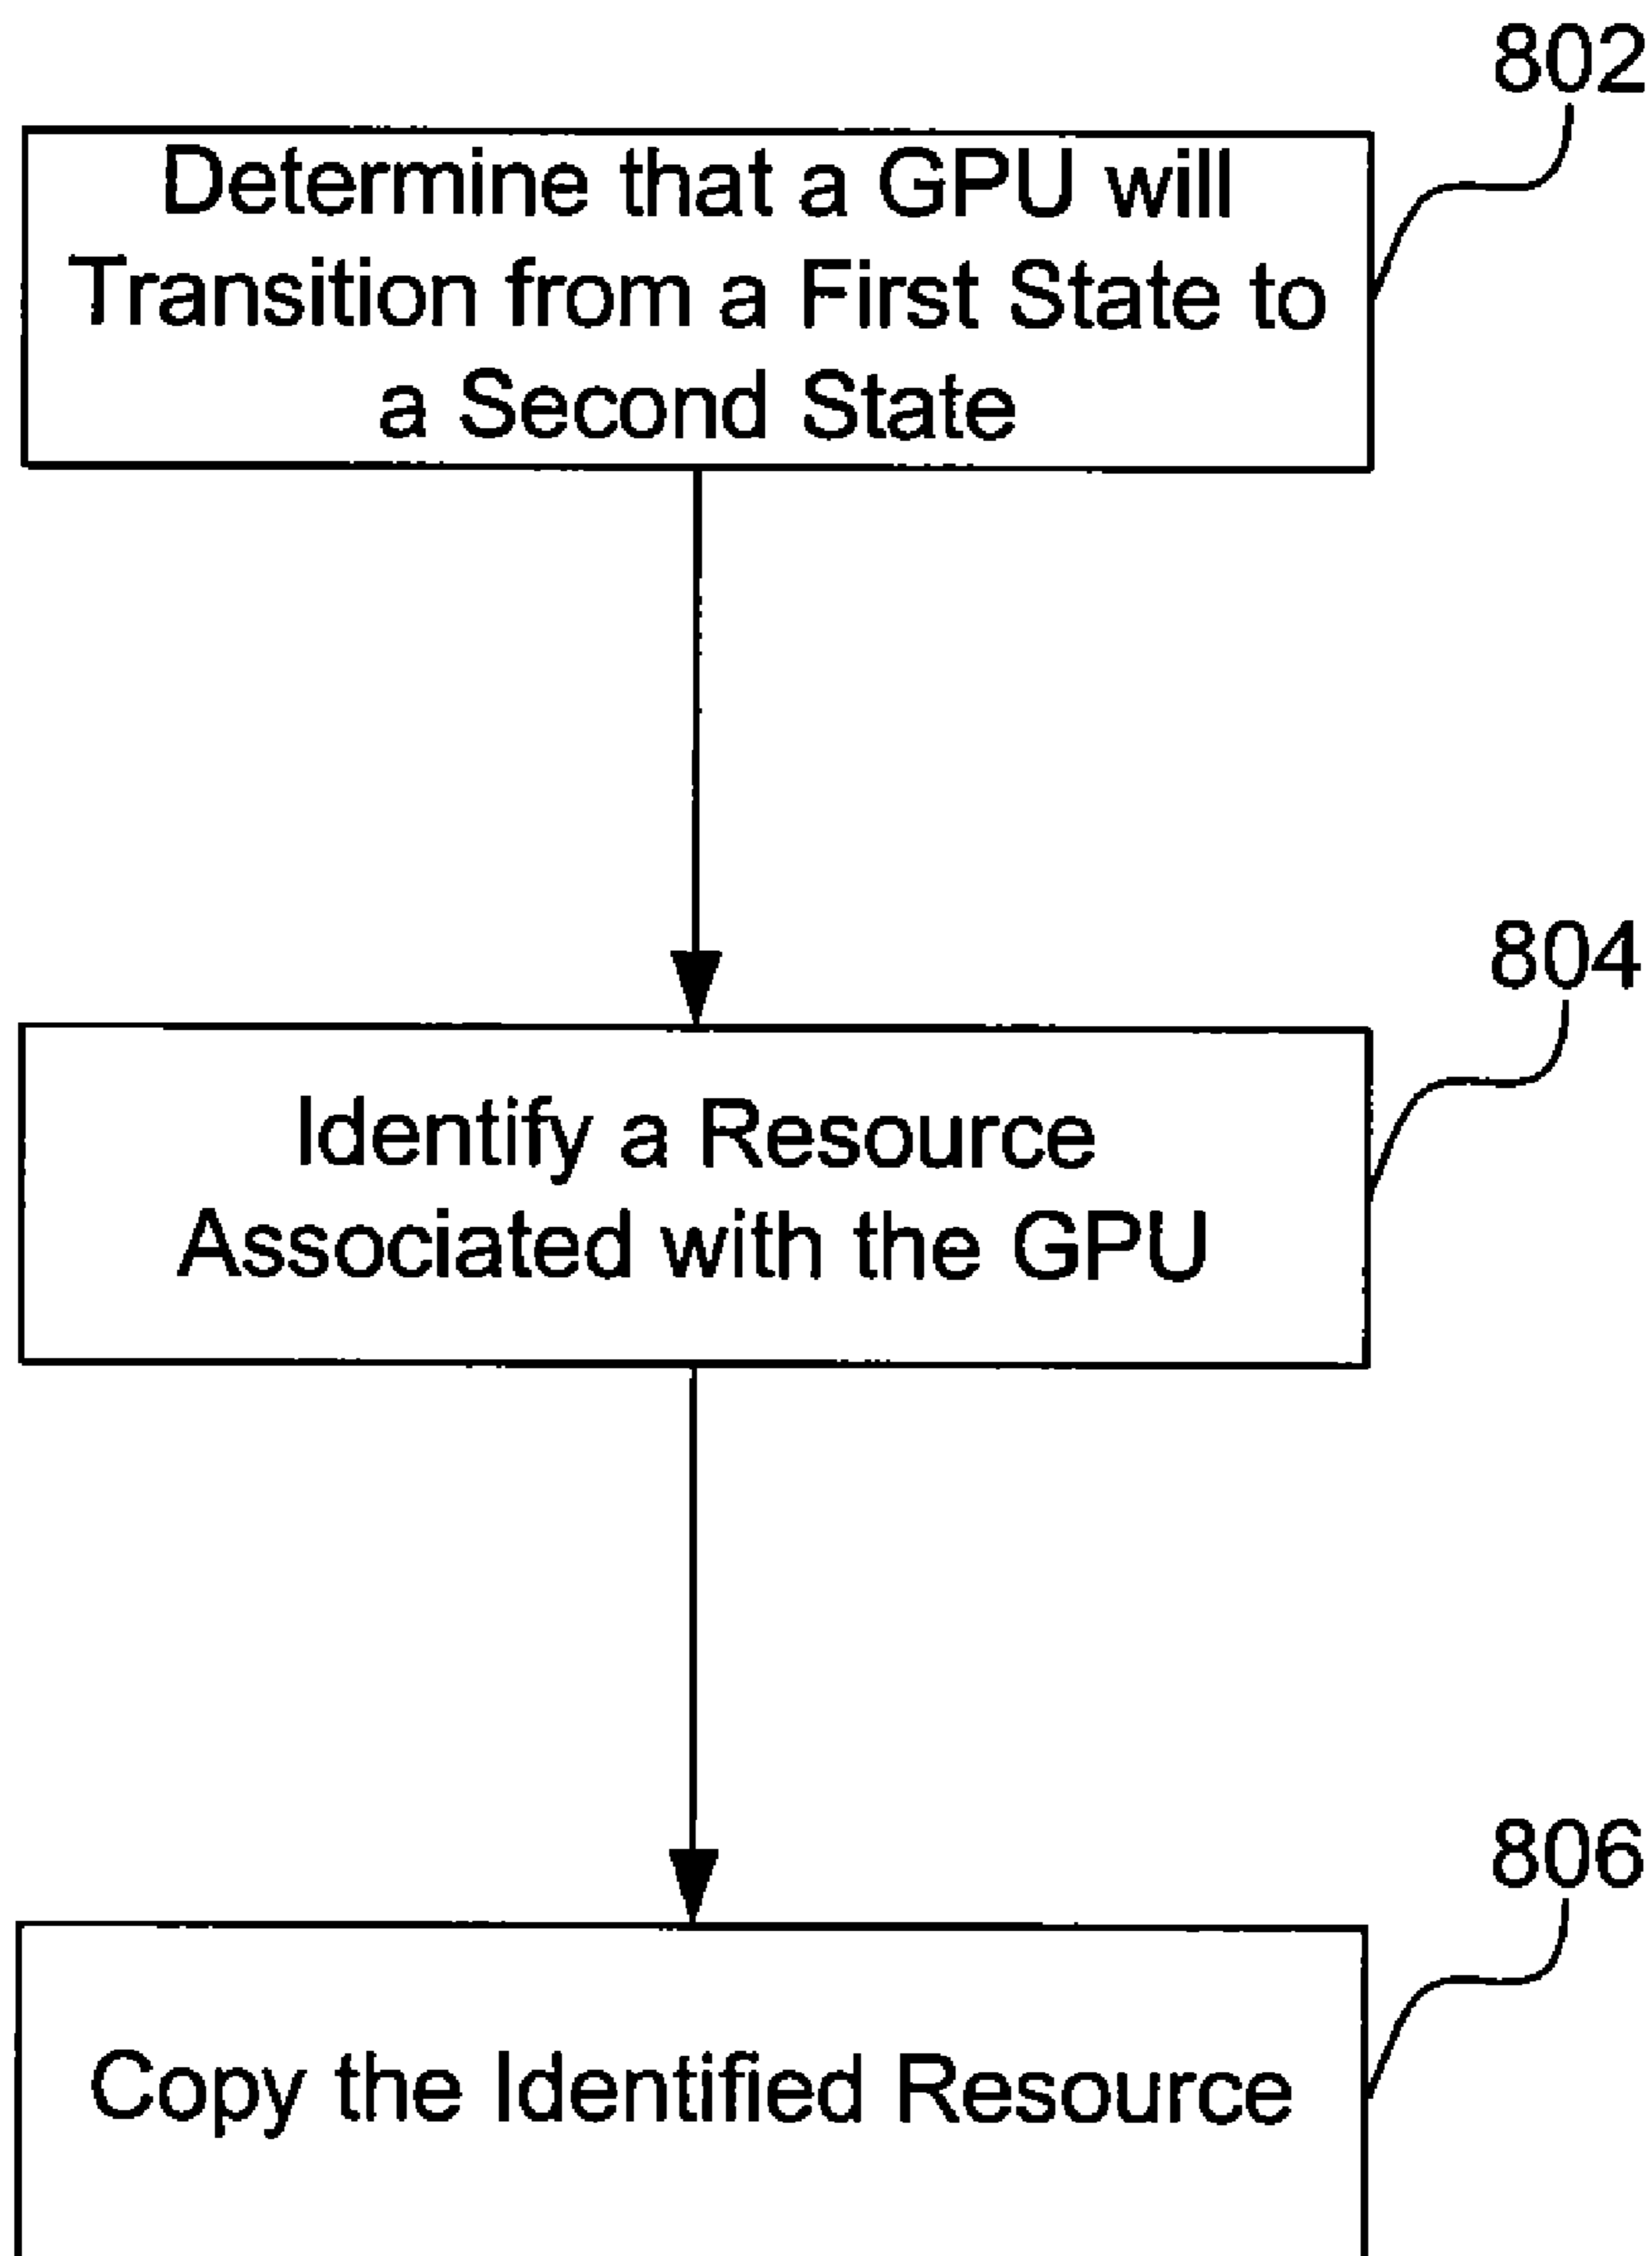 802
Determine that a GPU will
Transition from a First State to
a Second State
804
Identify a Resource
Associated with the GPU
806
Copy the Identified Resource